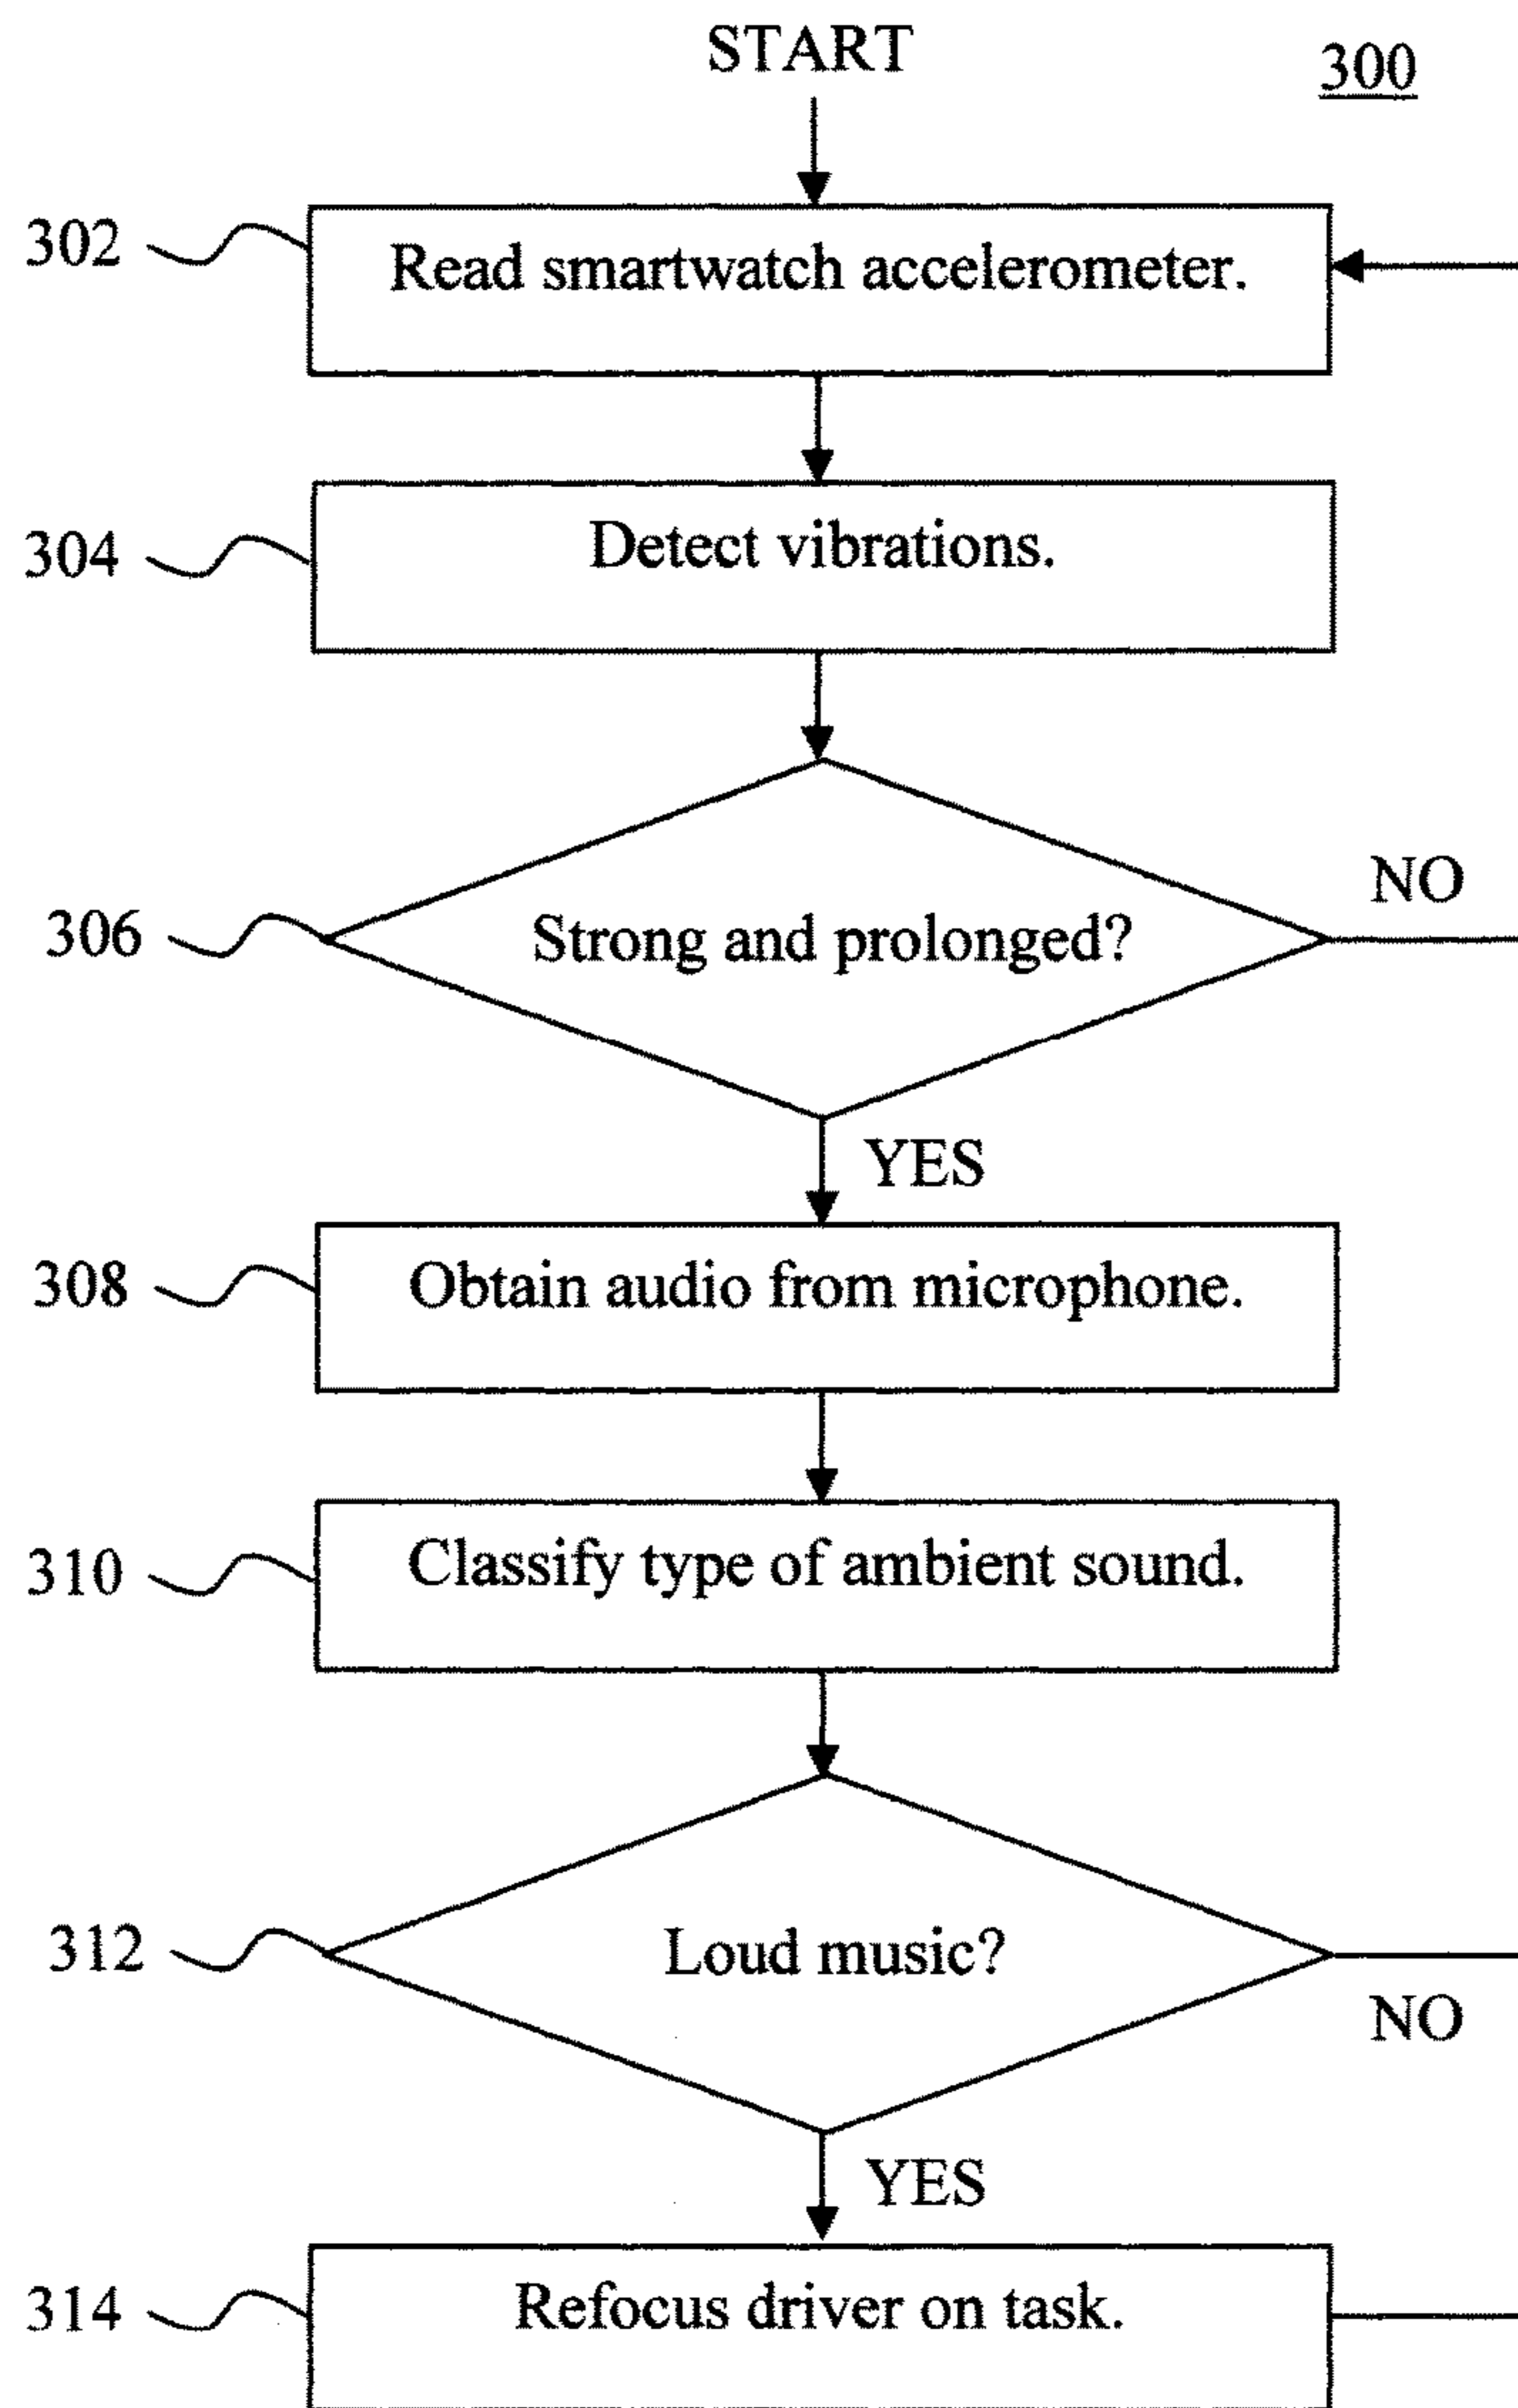 START
300
302
Read smartwatch accelerometer.
304
Detect vibrations.
NO
306
Strong and prolonged?
YES
308
Obtain audio from microphone.
310
Classify type of ambient sound.
312
Loud music?
NO
YES
314
Refocus driver on task.